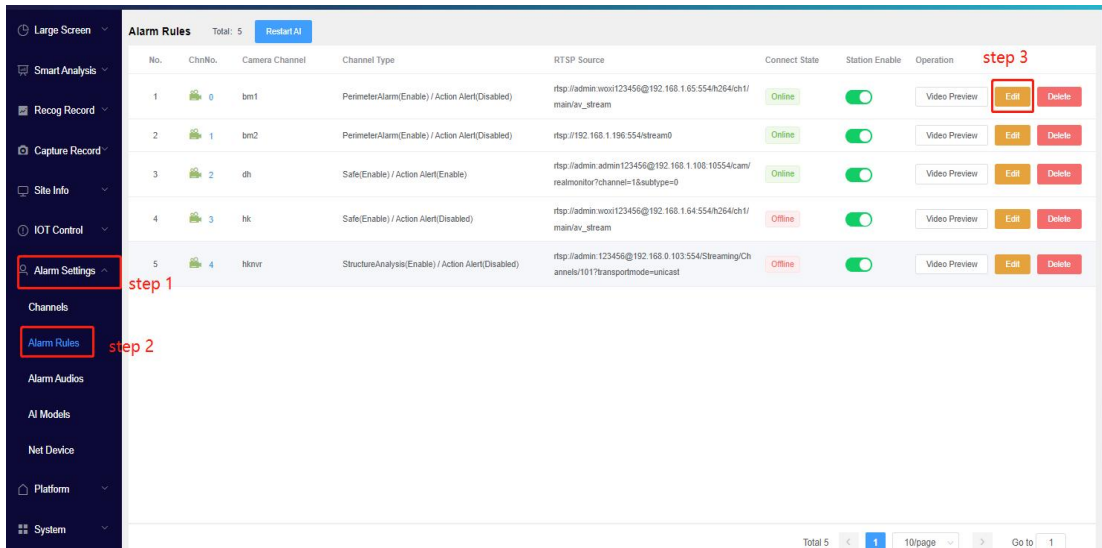 Large Screen
Smart Analysis
Recog Record
Capture Record
Site Info
IOT Control
Alarm Settings
step 1
Channels
Alarm Rules
step 2
Alarm Audios
AI Models
Net Device
Platform
System
Alarm Rules Total: 5 Restart AI
No. ChnNo. Camera Channel Channel Type RTSP Source Connect State Station Enable Operation
step 3
1 0 bm1 PerimeterAlarm(Enable) / Action Alert(Disabled) rtsp://admin:woxi123456@192.168.1.65:554/h264/ch1/ Online Video Preview Edit Delete
main/av_stream
2 1 bm2 PerimeterAlarm(Enable) / Action Alert(Disabled) rtsp://192.168.1.196:554/stream0 Online Video Preview Edit Delete
3 2 dh Safe(Enable) / Action Alert(Enable) rtsp://admin:admin123456@192.168.1.108:10554/cam/ Online Video Preview Edit Delete
realmonitor?channel=1&subtype=0
4 3 hk Safe(Enable) / Action Alert(Disabled) rtsp://admin:woxi123456@192.168.1.64:554/h264/ch1/ Offline Video Preview Edit Delete
main/av_stream
5 4 hknvr StructureAnalysis(Enable) / Action Alert(Disabled) rtsp://admin:123456@192.168.0.103:554/Streaming/Ch Offline Video Preview Edit Delete
annels/101?transportmode=unicast
Total 5 < 1 10/page > Go to 1